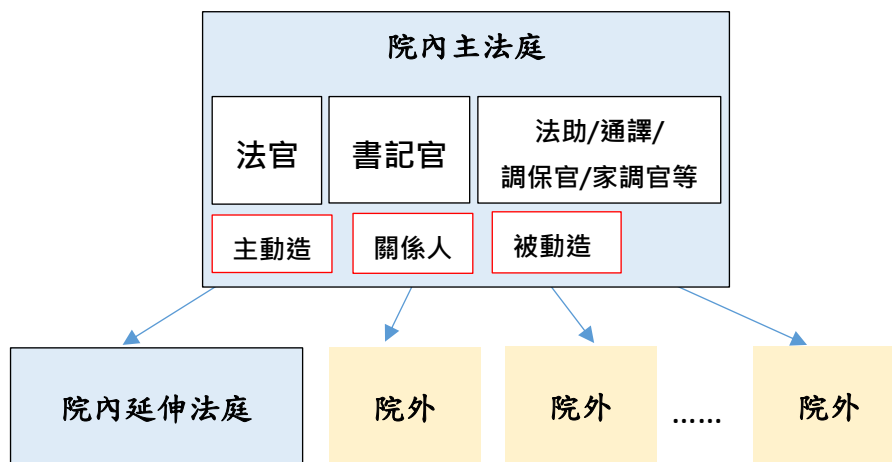 院內主法庭
法官
書記官
法助/通譯/
調保官/家調官等
主動造
關係人
被動造
院內延伸法庭
院外
院外
……
院外